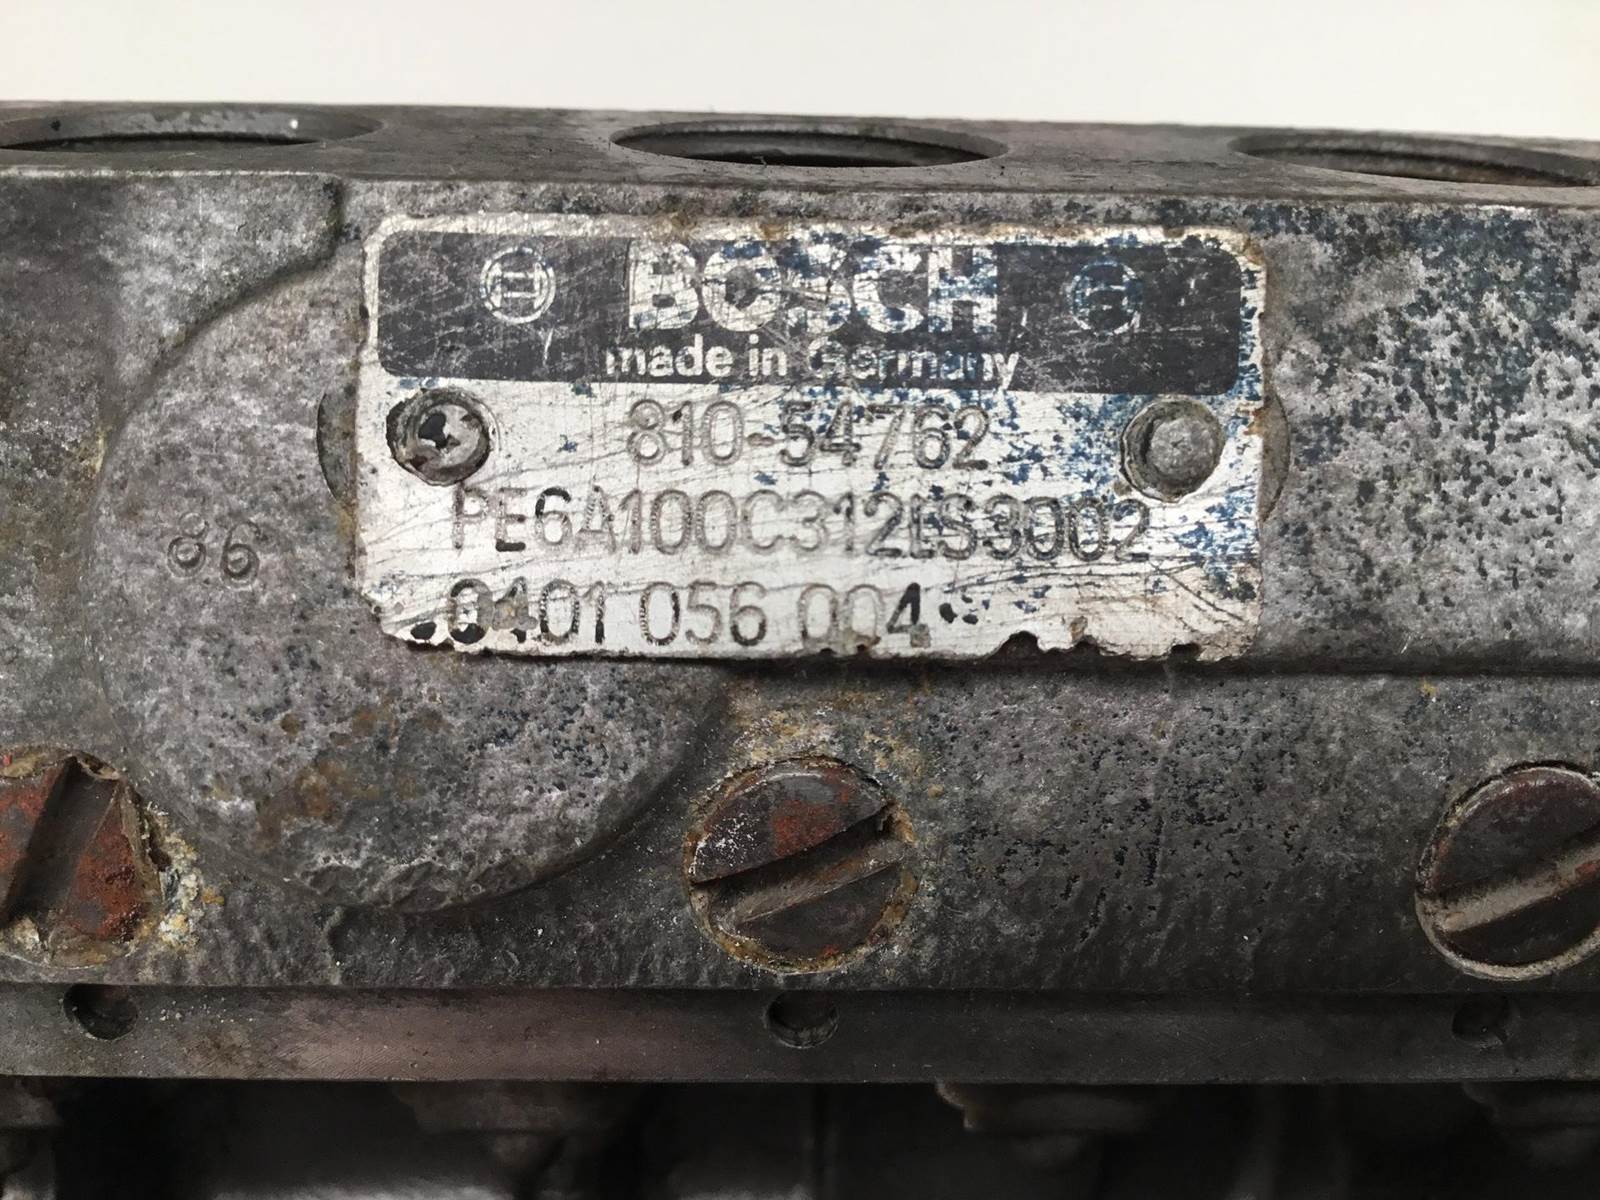 BOSCH
made in Germany
810-54762
PE6A100C312LS3002
0401 056 004
86